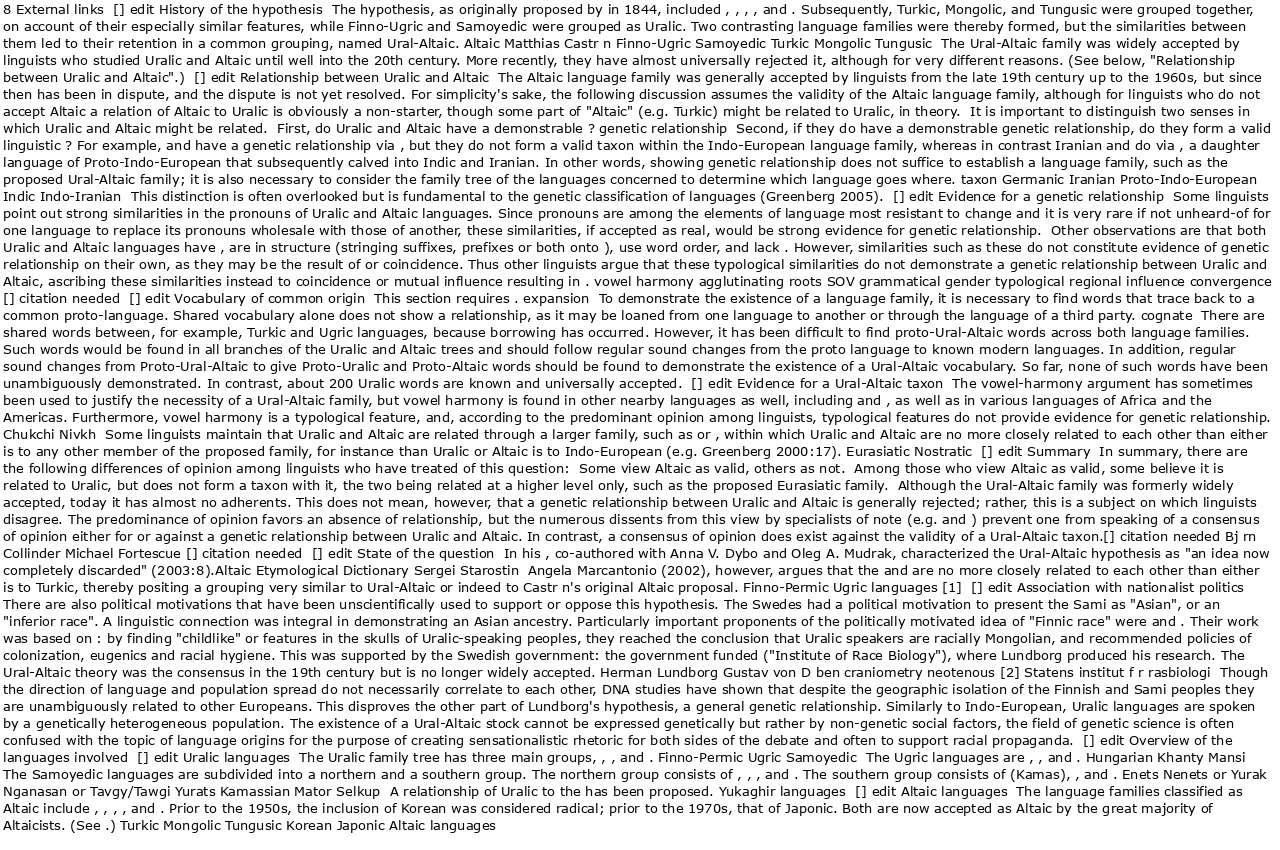 8 External links  [] edit History of the hypothesis  The hypothesis, as originally proposed by in 1844, included , , , , and . Subsequently, Turkic, Mongolic, and Tungusic were grouped together,
on account of their especially similar features, while Finno-Ugric and Samoyedic were grouped as Uralic. Two contrasting language families were thereby formed, but the similarities between
them led to their retention in a common grouping, named Ural-Altaic. Altaic Matthias Castr n Finno-Ugric Samoyedic Turkic Mongolic Tungusic  The Ural-Altaic family was widely accepted by
linguists who studied Uralic and Altaic until well into the 20th century. More recently, they have almost universally rejected it, although for very different reasons. (See below, "Relationship
between Uralic and Altaic".)  [] edit Relationship between Uralic and Altaic  The Altaic language family was generally accepted by linguists from the late 19th century up to the 1960s, but since
then has been in dispute, and the dispute is not yet resolved. For simplicity's sake, the following discussion assumes the validity of the Altaic language family, although for linguists who do not
accept Altaic a relation of Altaic to Uralic is obviously a non-starter, though some part of "Altaic" (e.g. Turkic) might be related to Uralic, in theory.  It is important to distinguish two senses in
which Uralic and Altaic might be related.  First, do Uralic and Altaic have a demonstrable ? genetic relationship  Second, if they do have a demonstrable genetic relationship, do they form a valid
linguistic ? For example, and have a genetic relationship via , but they do not form a valid taxon within the Indo-European language family, whereas in contrast Iranian and do via , a daughter
language of Proto-Indo-European that subsequently calved into Indic and Iranian. In other words, showing genetic relationship does not suffice to establish a language family, such as the
proposed Ural-Altaic family; it is also necessary to consider the family tree of the languages concerned to determine which language goes where. taxon Germanic Iranian Proto-Indo-European
Indic Indo-Iranian  This distinction is often overlooked but is fundamental to the genetic classification of languages (Greenberg 2005).  [] edit Evidence for a genetic relationship  Some linguists
point out strong similarities in the pronouns of Uralic and Altaic languages. Since pronouns are among the elements of language most resistant to change and it is very rare if not unheard-of for
one language to replace its pronouns wholesale with those of another, these similarities, if accepted as real, would be strong evidence for genetic relationship.  Other observations are that both
Uralic and Altaic languages have , are in structure (stringing suffixes, prefixes or both onto ), use word order, and lack . However, similarities such as these do not constitute evidence of genetic
relationship on their own, as they may be the result of or coincidence. Thus other linguists argue that these typological similarities do not demonstrate a genetic relationship between Uralic and
Altaic, ascribing these similarities instead to coincidence or mutual influence resulting in . vowel harmony agglutinating roots SOV grammatical gender typological regional influence convergence
[] citation needed  [] edit Vocabulary of common origin  This section requires . expansion  To demonstrate the existence of a language family, it is necessary to find words that trace back to a
common proto-language. Shared vocabulary alone does not show a relationship, as it may be loaned from one language to another or through the language of a third party. cognate  There are
shared words between, for example, Turkic and Ugric languages, because borrowing has occurred. However, it has been difficult to find proto-Ural-Altaic words across both language families.
Such words would be found in all branches of the Uralic and Altaic trees and should follow regular sound changes from the proto language to known modern languages. In addition, regular
sound changes from Proto-Ural-Altaic to give Proto-Uralic and Proto-Altaic words should be found to demonstrate the existence of a Ural-Altaic vocabulary. So far, none of such words have been
unambiguously demonstrated. In contrast, about 200 Uralic words are known and universally accepted.  [] edit Evidence for a Ural-Altaic taxon  The vowel-harmony argument has sometimes
been used to justify the necessity of a Ural-Altaic family, but vowel harmony is found in other nearby languages as well, including and , as well as in various languages of Africa and the
Americas. Furthermore, vowel harmony is a typological feature, and, according to the predominant opinion among linguists, typological features do not provide evidence for genetic relationship.
Chukchi Nivkh  Some linguists maintain that Uralic and Altaic are related through a larger family, such as or , within which Uralic and Altaic are no more closely related to each other than either
is to any other member of the proposed family, for instance than Uralic or Altaic is to Indo-European (e.g. Greenberg 2000:17). Eurasiatic Nostratic  [] edit Summary  In summary, there are
the following differences of opinion among linguists who have treated of this question:  Some view Altaic as valid, others as not.  Among those who view Altaic as valid, some believe it is
related to Uralic, but does not form a taxon with it, the two being related at a higher level only, such as the proposed Eurasiatic family.  Although the Ural-Altaic family was formerly widely
accepted, today it has almost no adherents. This does not mean, however, that a genetic relationship between Uralic and Altaic is generally rejected; rather, this is a subject on which linguists
disagree. The predominance of opinion favors an absence of relationship, but the numerous dissents from this view by specialists of note (e.g. and ) prevent one from speaking of a consensus
of opinion either for or against a genetic relationship between Uralic and Altaic. In contrast, a consensus of opinion does exist against the validity of a Ural-Altaic taxon.[] citation needed Bj rn
Collinder Michael Fortescue [] citation needed  [] edit State of the question  In his , co-authored with Anna V. Dybo and Oleg A. Mudrak, characterized the Ural-Altaic hypothesis as "an idea now
completely discarded" (2003:8).Altaic Etymological Dictionary Sergei Starostin  Angela Marcantonio (2002), however, argues that the and are no more closely related to each other than either
is to Turkic, thereby positing a grouping very similar to Ural-Altaic or indeed to Castr n's original Altaic proposal. Finno-Permic Ugric languages [1]  [] edit Association with nationalist politics
There are also political motivations that have been unscientifically used to support or oppose this hypothesis. The Swedes had a political motivation to present the Sami as "Asian", or an
"inferior race". A linguistic connection was integral in demonstrating an Asian ancestry. Particularly important proponents of the politically motivated idea of "Finnic race" were and . Their work
was based on : by finding "childlike" or features in the skulls of Uralic-speaking peoples, they reached the conclusion that Uralic speakers are racially Mongolian, and recommended policies of
colonization, eugenics and racial hygiene. This was supported by the Swedish government: the government funded ("Institute of Race Biology"), where Lundborg produced his research. The
Ural-Altaic theory was the consensus in the 19th century but is no longer widely accepted. Herman Lundborg Gustav von D ben craniometry neotenous [2] Statens institut f r rasbiologi  Though
the direction of language and population spread do not necessarily correlate to each other, DNA studies have shown that despite the geographic isolation of the Finnish and Sami peoples they
are unambiguously related to other Europeans. This disproves the other part of Lundborg's hypothesis, a general genetic relationship. Similarly to Indo-European, Uralic languages are spoken
by a genetically heterogeneous population. The existence of a Ural-Altaic stock cannot be expressed genetically but rather by non-genetic social factors, the field of genetic science is often
confused with the topic of language origins for the purpose of creating sensationalistic rhetoric for both sides of the debate and often to support racial propaganda.  [] edit Overview of the
languages involved  [] edit Uralic languages  The Uralic family tree has three main groups, , , and . Finno-Permic Ugric Samoyedic  The Ugric languages are , , and . Hungarian Khanty Mansi
The Samoyedic languages are subdivided into a northern and a southern group. The northern group consists of , , , and . The southern group consists of (Kamas), , and . Enets Nenets or Yurak
Nganasan or Tavgy/Tawgi Yurats Kamassian Mator Selkup  A relationship of Uralic to the has been proposed. Yukaghir languages  [] edit Altaic languages  The language families classified as
Altaic include , , , , and . Prior to the 1950s, the inclusion of Korean was considered radical; prior to the 1970s, that of Japonic. Both are now accepted as Altaic by the great majority of
Altaicists. (See .) Turkic Mongolic Tungusic Korean Japonic Altaic languages